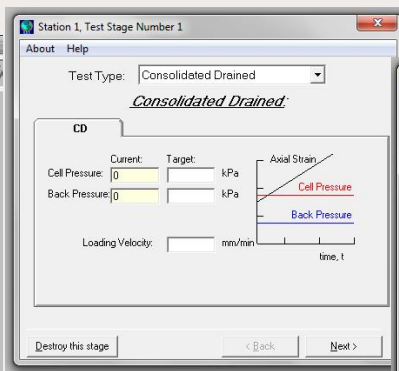 Station 1, Test Stage Number 1
About Help
Test Type: Consolidated Drained
Consolidated Drained:
CD
Current: Target:
Cell Pressure: 0 kPa
Back Pressure: 0 kPa
Loading Velocity: mm/min
Axial Strain
Cell Pressure
Back Pressure
time, t
Destroy this stage < Back Next >